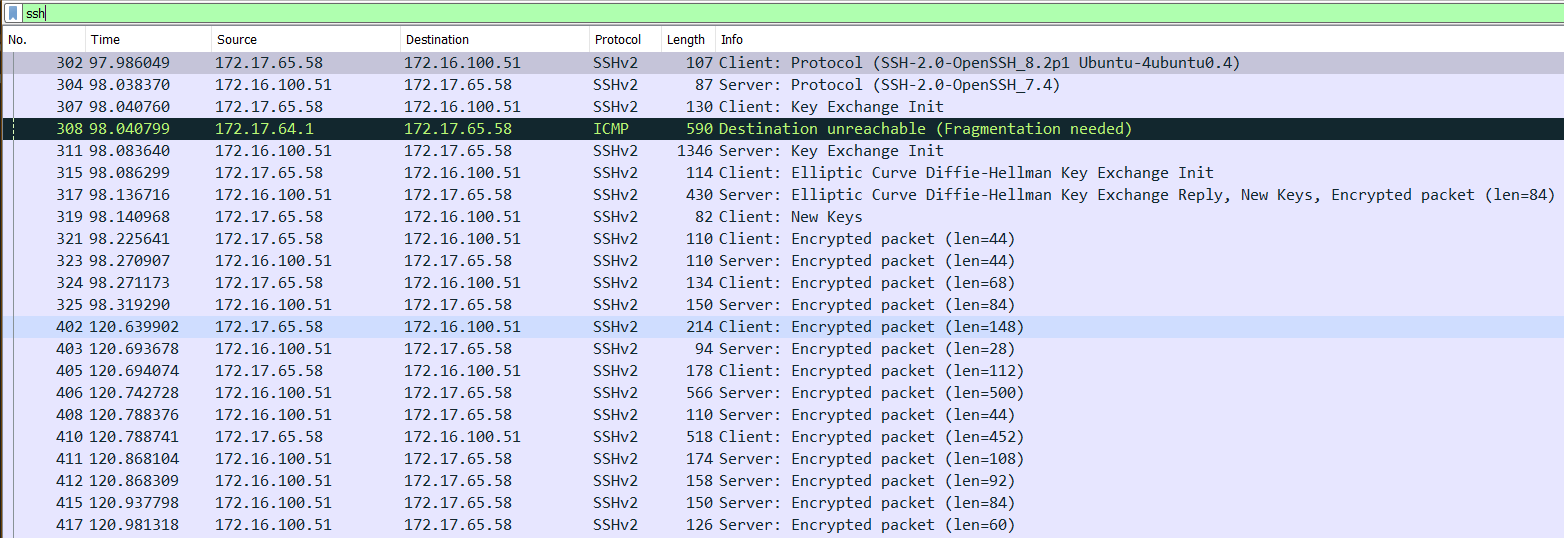 ssh
No. Time Source Destination Protocol Length Info
302 97.986049 172.17.65.58 172.16.100.51 SSHv2 107 Client: Protocol (SSH-2.0-OpenSSH_8.2p1 Ubuntu-4ubuntu0.4)
304 98.038370 172.16.100.51 172.17.65.58 SSHv2 87 Server: Protocol (SSH-2.0-OpenSSH_7.4)
307 98.040760 172.17.65.58 172.16.100.51 SSHv2 130 Client: Key Exchange Init
308 98.040799 172.17.64.1 172.17.65.58 ICMP 590 Destination unreachable (Fragmentation needed)
311 98.083640 172.16.100.51 172.17.65.58 SSHv2 1346 Server: Key Exchange Init
315 98.086299 172.17.65.58 172.16.100.51 SSHv2 114 Client: Elliptic Curve Diffie-Hellman Key Exchange Init
317 98.136716 172.16.100.51 172.17.65.58 SSHv2 430 Server: Elliptic Curve Diffie-Hellman Key Exchange Reply, New Keys, Encrypted packet (len=84)
319 98.140968 172.17.65.58 172.16.100.51 SSHv2 82 Client: New Keys
321 98.225641 172.17.65.58 172.16.100.51 SSHv2 110 Client: Encrypted packet (len=44)
323 98.270907 172.16.100.51 172.17.65.58 SSHv2 110 Server: Encrypted packet (len=44)
324 98.271173 172.17.65.58 172.16.100.51 SSHv2 134 Client: Encrypted packet (len=68)
325 98.319290 172.16.100.51 172.17.65.58 SSHv2 150 Server: Encrypted packet (len=84)
402 120.639902 172.17.65.58 172.16.100.51 SSHv2 214 Client: Encrypted packet (len=148)
403 120.693678 172.16.100.51 172.17.65.58 SSHv2 94 Server: Encrypted packet (len=28)
405 120.694074 172.17.65.58 172.16.100.51 SSHv2 178 Client: Encrypted packet (len=112)
406 120.742728 172.16.100.51 172.17.65.58 SSHv2 566 Server: Encrypted packet (len=500)
408 120.788376 172.16.100.51 172.17.65.58 SSHv2 110 Server: Encrypted packet (len=44)
410 120.788741 172.17.65.58 172.16.100.51 SSHv2 518 Client: Encrypted packet (len=452)
411 120.868104 172.16.100.51 172.17.65.58 SSHv2 174 Server: Encrypted packet (len=108)
412 120.868309 172.16.100.51 172.17.65.58 SSHv2 158 Server: Encrypted packet (len=92)
415 120.937798 172.16.100.51 172.17.65.58 SSHv2 150 Server: Encrypted packet (len=84)
417 120.981318 172.16.100.51 172.17.65.58 SSHv2 126 Server: Encrypted packet (len=60)